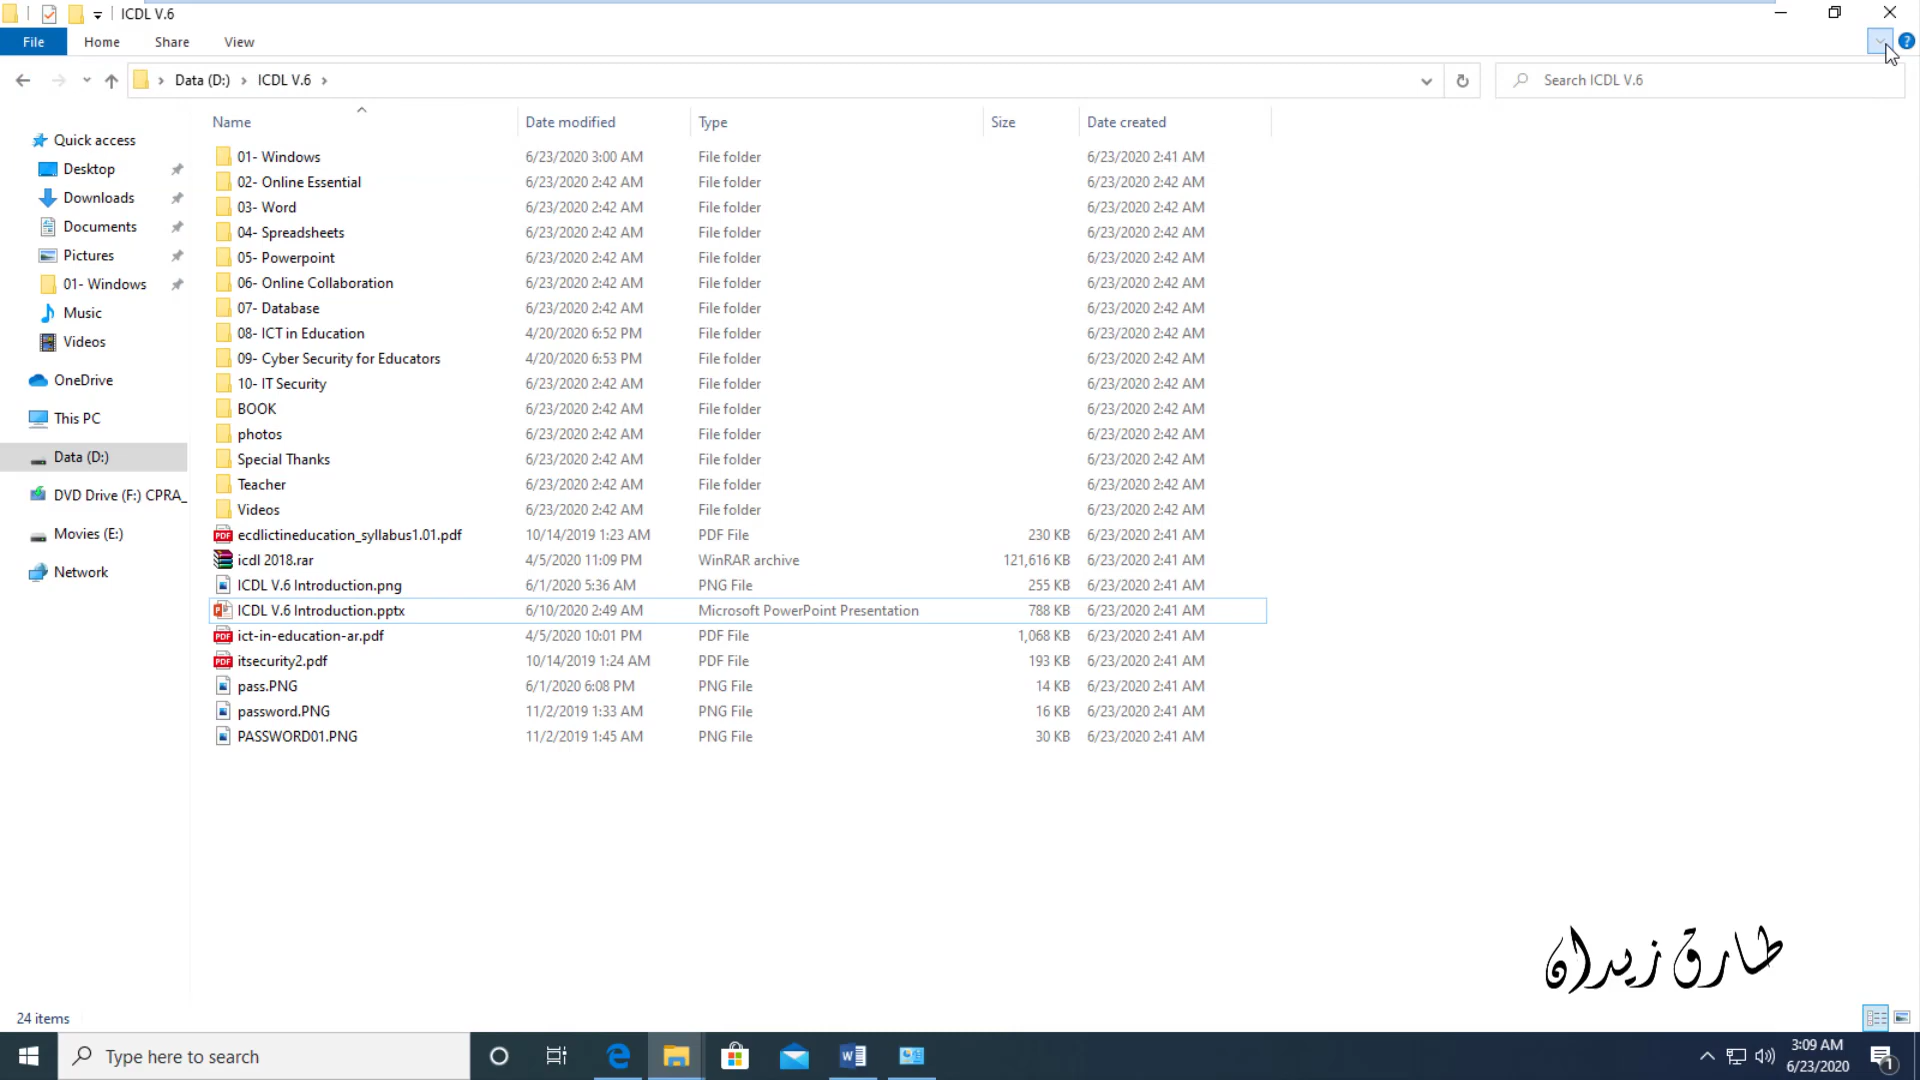 ICDL V.6
File Home Share View
Data (D:) ICDL V.6
Search ICDL V.6
Name Date modified Type Size Date created
Quick access
Desktop
Downloads
Documents
Pictures
01- Windows
Music
Videos
OneDrive
This PC
Data (D:)
DVD Drive (F:) CPRA_
Movies (E:)
Network
01- Windows 6/23/2020 3:00 AM File folder 6/23/2020 2:41 AM
02- Online Essential 6/23/2020 2:42 AM File folder 6/23/2020 2:42 AM
03- Word 6/23/2020 2:42 AM File folder 6/23/2020 2:42 AM
04- Spreadsheets 6/23/2020 2:42 AM File folder 6/23/2020 2:42 AM
05- Powerpoint 6/23/2020 2:42 AM File folder 6/23/2020 2:42 AM
06- Online Collaboration 6/23/2020 2:42 AM File folder 6/23/2020 2:42 AM
07- Database 6/23/2020 2:42 AM File folder 6/23/2020 2:42 AM
08- ICT in Education 4/20/2020 6:52 PM File folder 6/23/2020 2:42 AM
09- Cyber Security for Educators 4/20/2020 6:53 PM File folder 6/23/2020 2:42 AM
10- IT Security 6/23/2020 2:42 AM File folder 6/23/2020 2:42 AM
BOOK 6/23/2020 2:42 AM File folder 6/23/2020 2:42 AM
photos 6/23/2020 2:42 AM File folder 6/23/2020 2:42 AM
Special Thanks 6/23/2020 2:42 AM File folder 6/23/2020 2:42 AM
Teacher 6/23/2020 2:42 AM File folder 6/23/2020 2:42 AM
Videos 6/23/2020 2:42 AM File folder 6/23/2020 2:42 AM
ecdlictineducation_syllabus1.01.pdf 10/14/2019 1:23 AM PDF File 230 KB 6/23/2020 2:41 AM
icdl 2018.rar 4/5/2020 11:09 PM WinRAR archive 121,616 KB 6/23/2020 2:41 AM
ICDL V.6 Introduction.png 6/1/2020 5:36 AM PNG File 255 KB 6/23/2020 2:41 AM
ICDL V.6 Introduction.pptx 6/10/2020 2:49 AM Microsoft PowerPoint Presentation 788 KB 6/23/2020 2:41 AM
ict-in-education-ar.pdf 4/5/2020 10:01 PM PDF File 1,068 KB 6/23/2020 2:41 AM
itsecurity2.pdf 10/14/2019 1:24 AM PDF File 193 KB 6/23/2020 2:41 AM
pass.PNG 6/1/2020 6:08 PM PNG File 14 KB 6/23/2020 2:41 AM
password.PNG 11/2/2019 1:33 AM PNG File 16 KB 6/23/2020 2:41 AM
PASSWORD01.PNG 11/2/2019 1:45 AM PNG File 30 KB 6/23/2020 2:41 AM
طارق زيدان
24 items
Type here to search
3:09 AM
6/23/2020
1